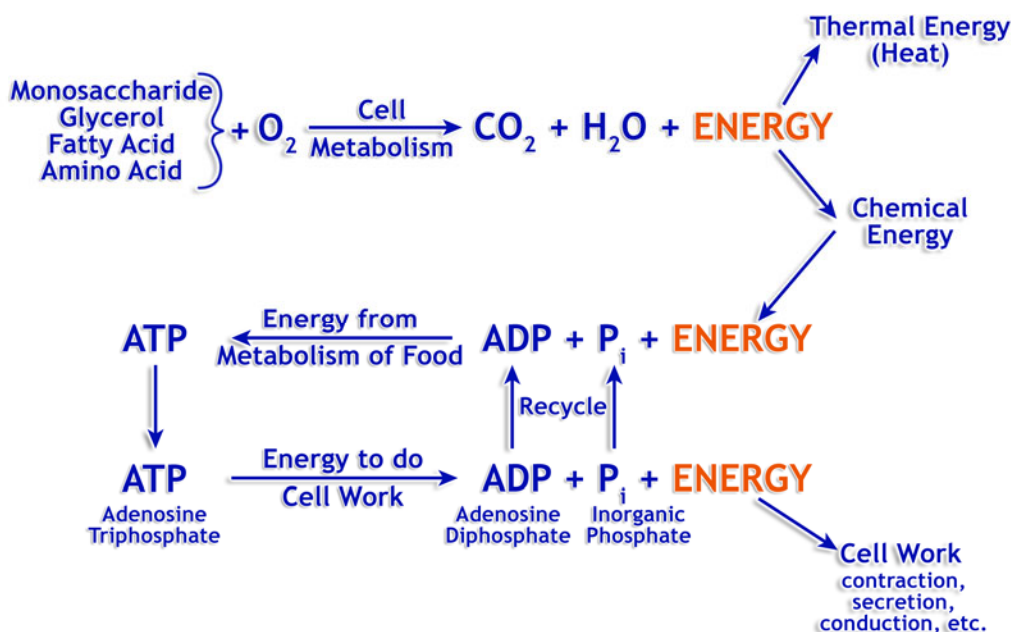 Thermal Energy
(Heat)
Monosaccharide
Glycerol
Fatty Acid
Amino Acid
+ O₂
Cell
Metabolism
CO₂ + H₂O + ENERGY
Chemical
Energy
ATP
Energy from
Metabolism of Food
ADP + Pᵢ + ENERGY
Recycle
ATP
Adenosine
Triphosphate
Energy to do
Cell Work
ADP + Pᵢ + ENERGY
Adenosine
Diphosphate
Inorganic
Phosphate
Cell Work
contraction,
secretion,
conduction, etc.